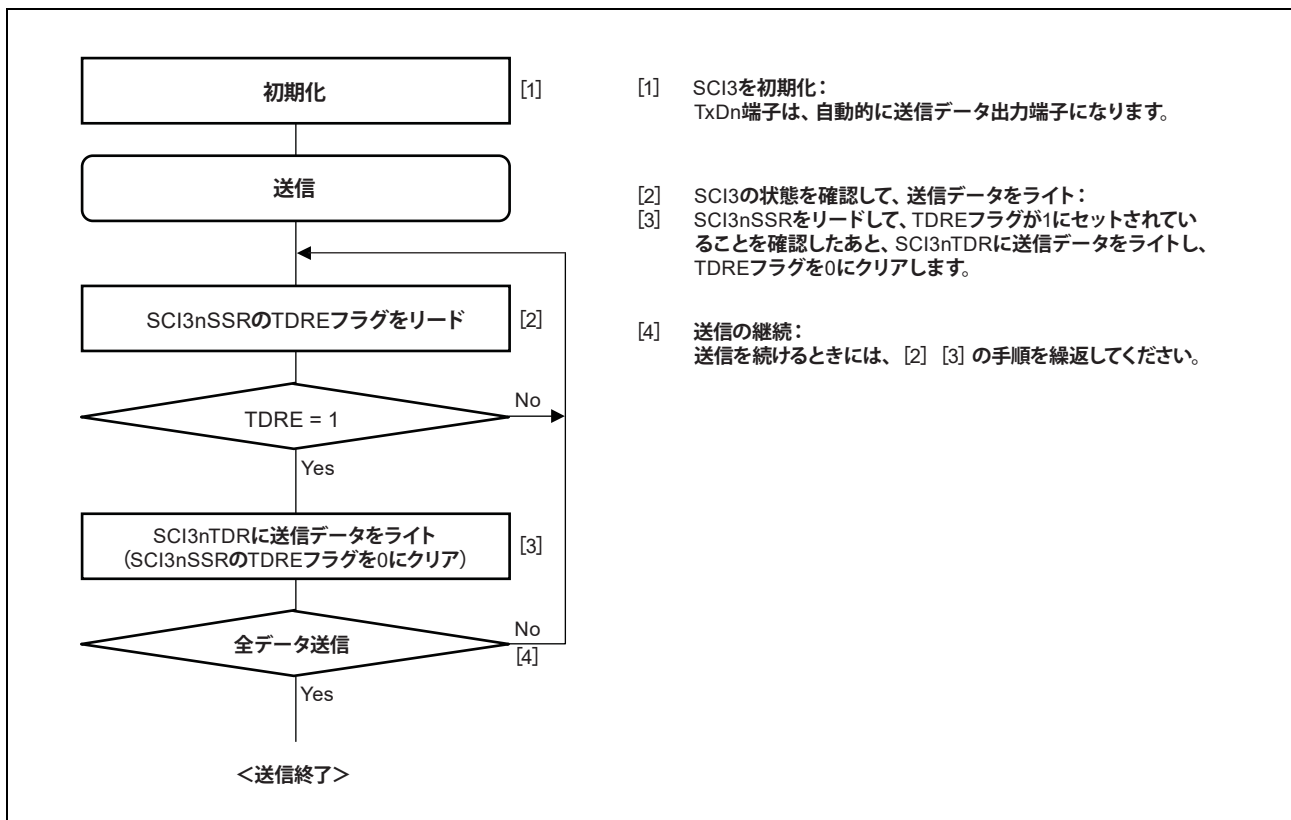 初期化
[1]
送信
SCI3nSSRのTDREフラグをリード
[2]
TDRE = 1
No
Yes
SCI3nTDRに送信データをライト
(SCI3nSSRのTDREフラグを0にクリア)
[3]
全データ送信
No
[4]
Yes
＜送信終了＞
[1] SCI3を初期化：
TxDn端子は、自動的に送信データ出力端子になります。
[2] SCI3の状態を確認して、送信データをライト：
[3] SCI3nSSRをリードして、TDREフラグが1にセットされてい
ることを確認したあと、SCI3nTDRに送信データをライトし、
TDREフラグを0にクリアします。
[4] 送信の継続：
送信を続けるときには、[2] [3] の手順を繰返してください。